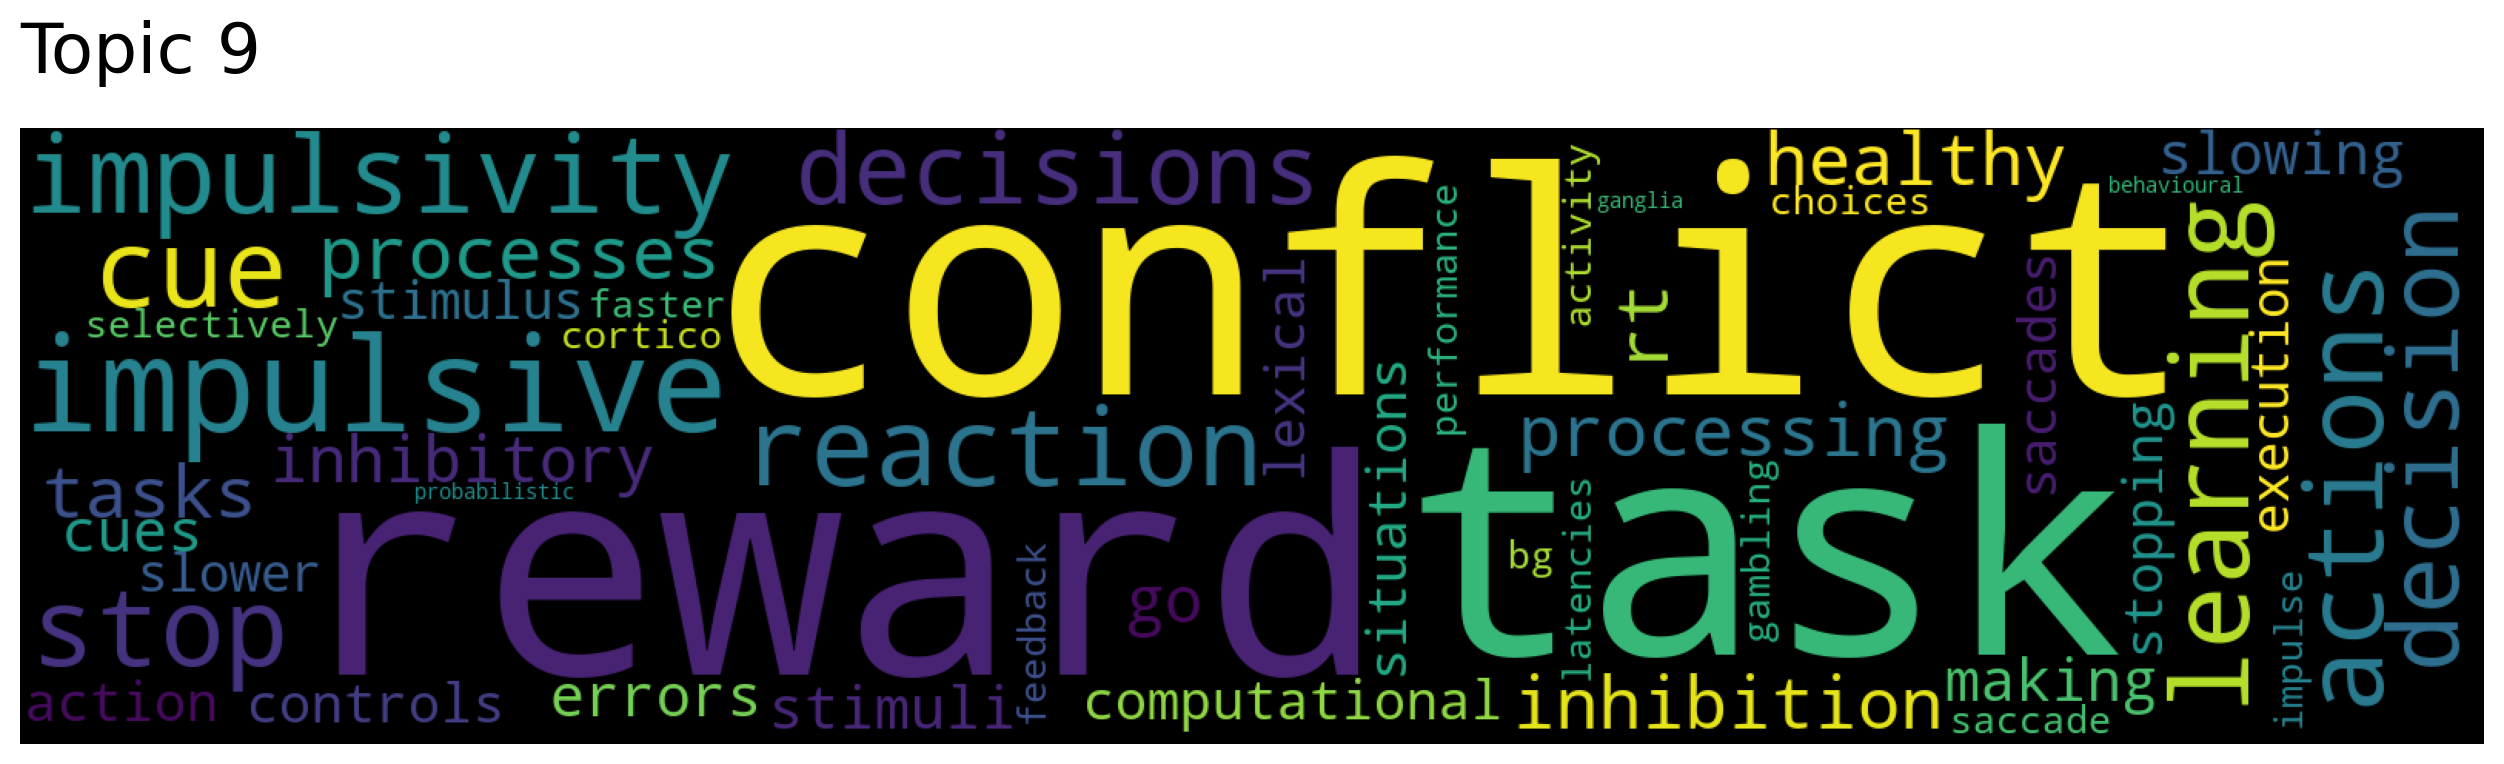 Topic 9
impulsivity
decisions
healthy
slowing
choices
behavioural
activity
ganglia
performance
conflict
cue
processes
stimulus
faster
selectively
cortico
rt
learning
execution
saccades
actions
decision
impulsive
reaction
lexical
situations
processing
inhibitory
probabilistic
tasks
cues
slower
stop
reward
feedback
go
task
bg
latencies
gambling
stopping
impulse
action
controls
errors
stimuli
computational
inhibition
making
saccade